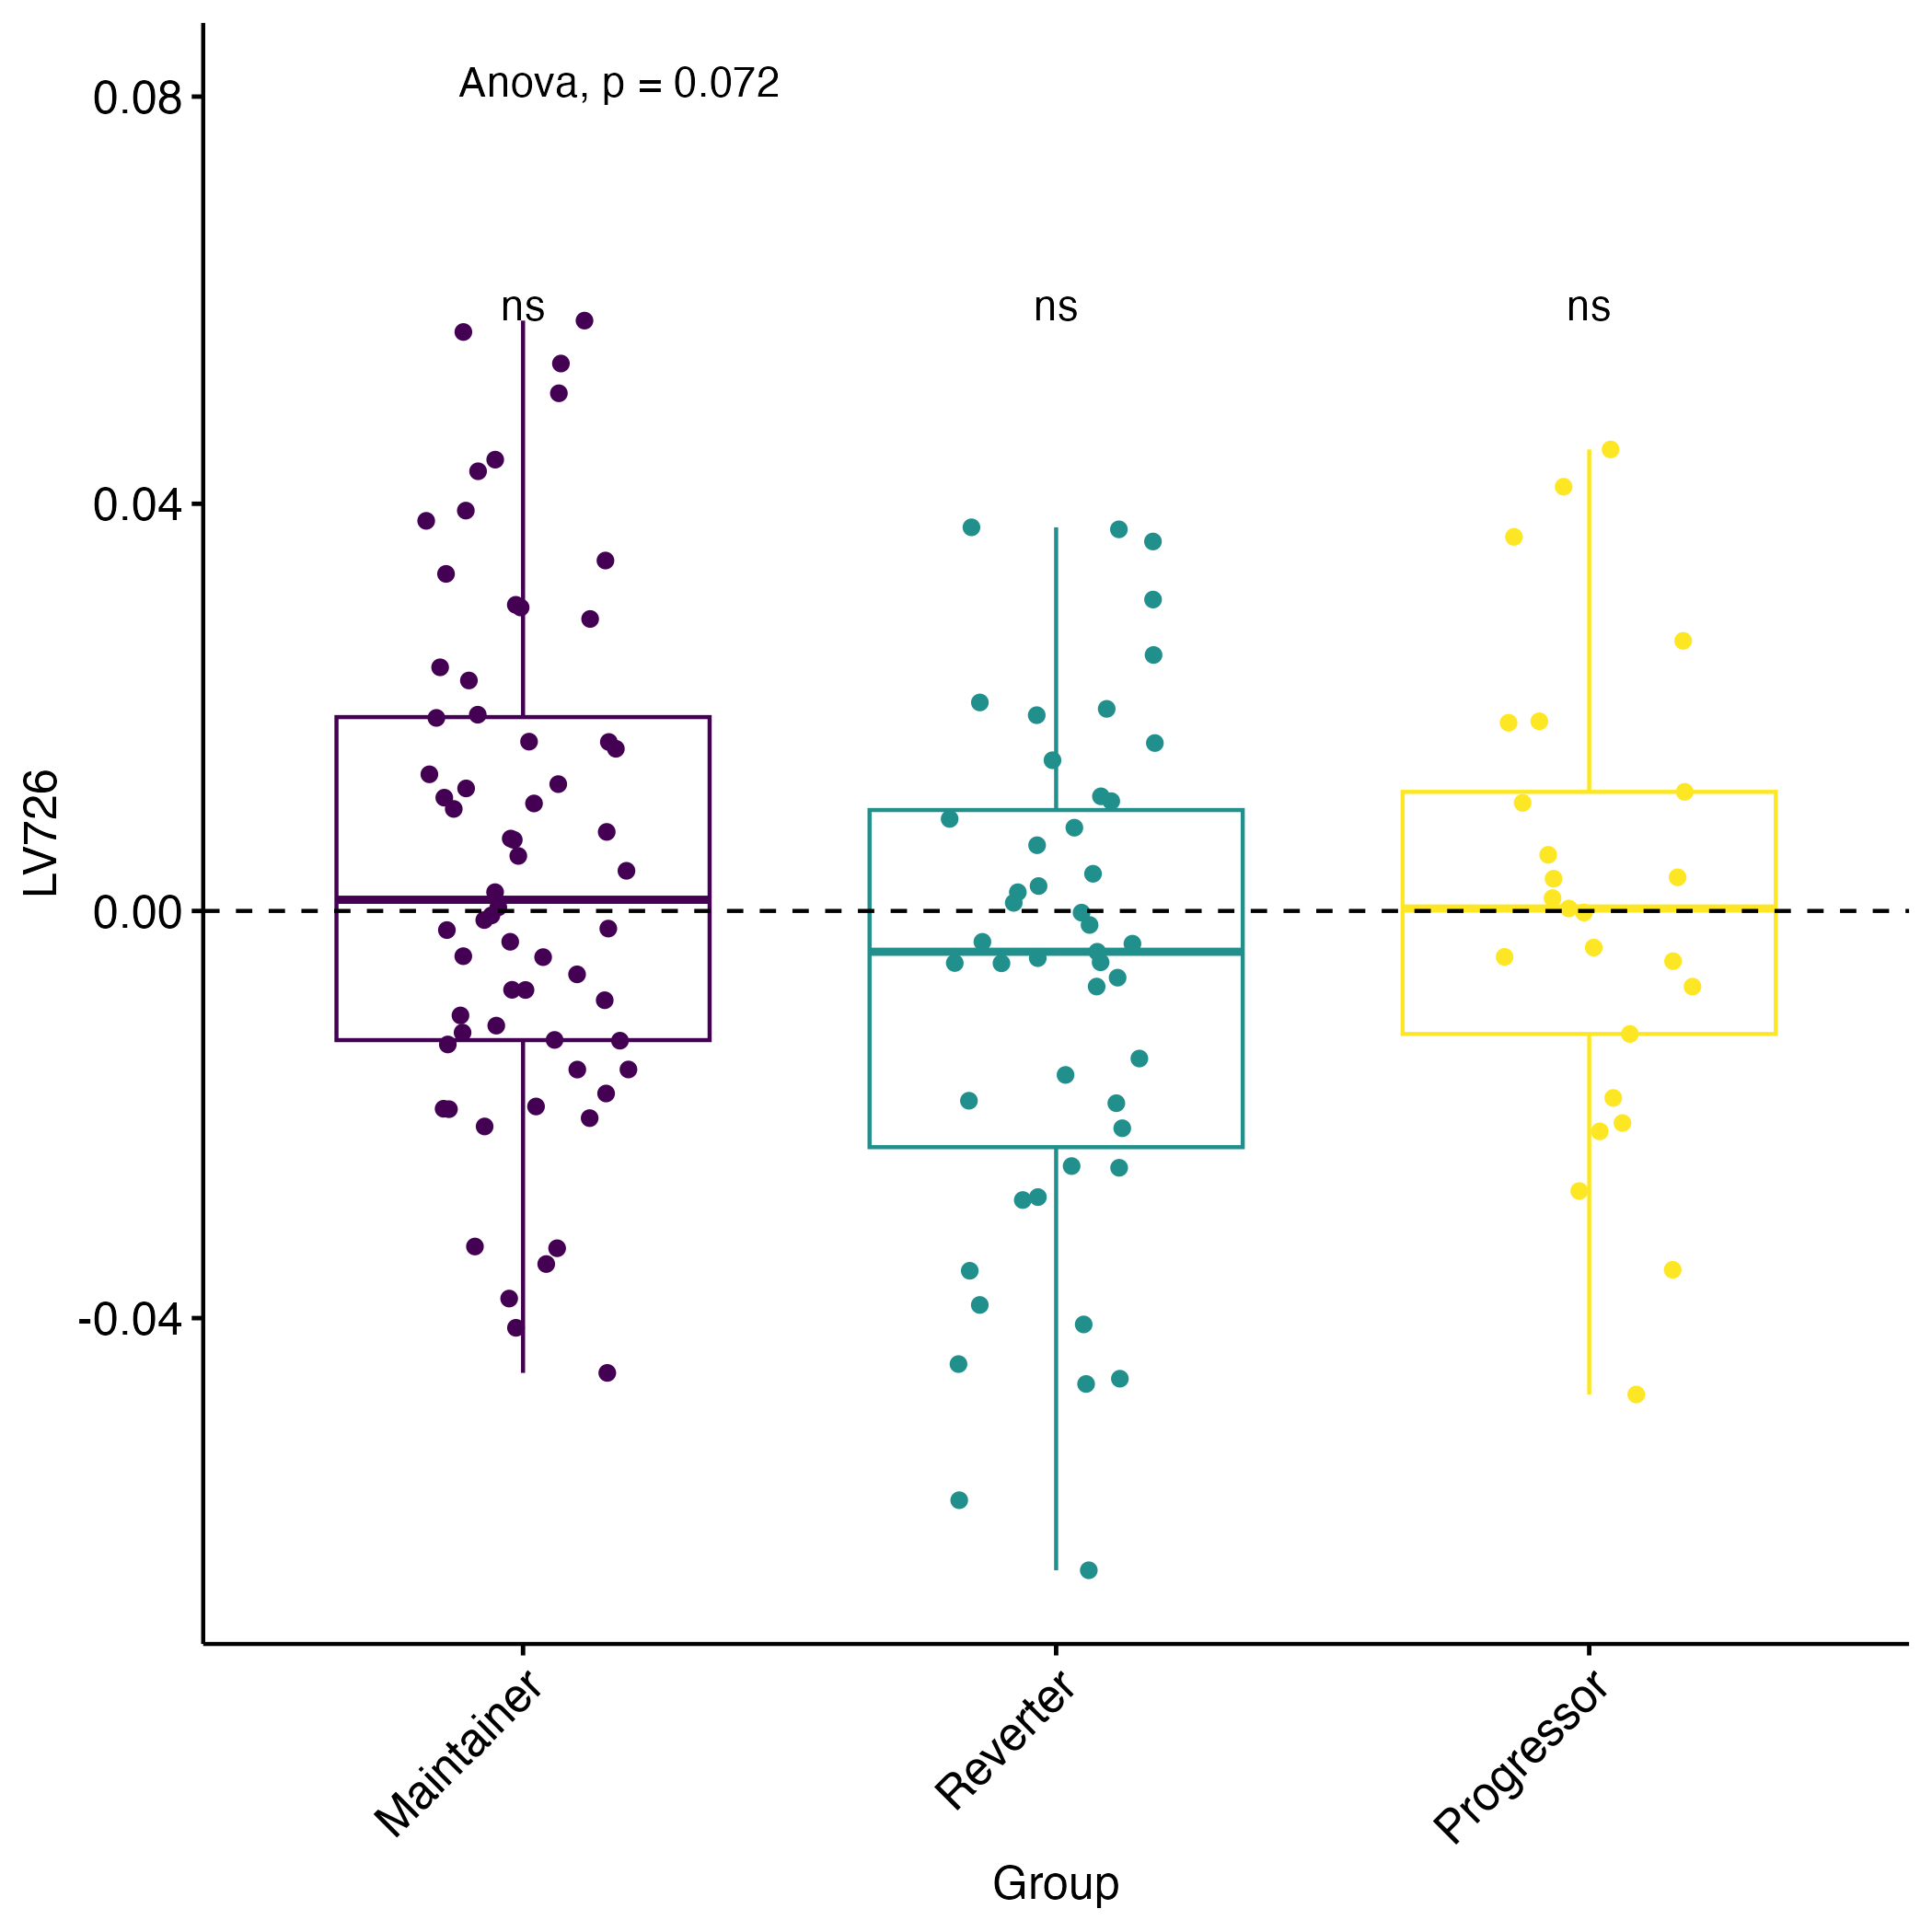 Anova, p = 0.072
0.08
0.04
0.00
-0.04
LV726
ns
ns
ns
Maintainer
Reverter
Progressor
Group